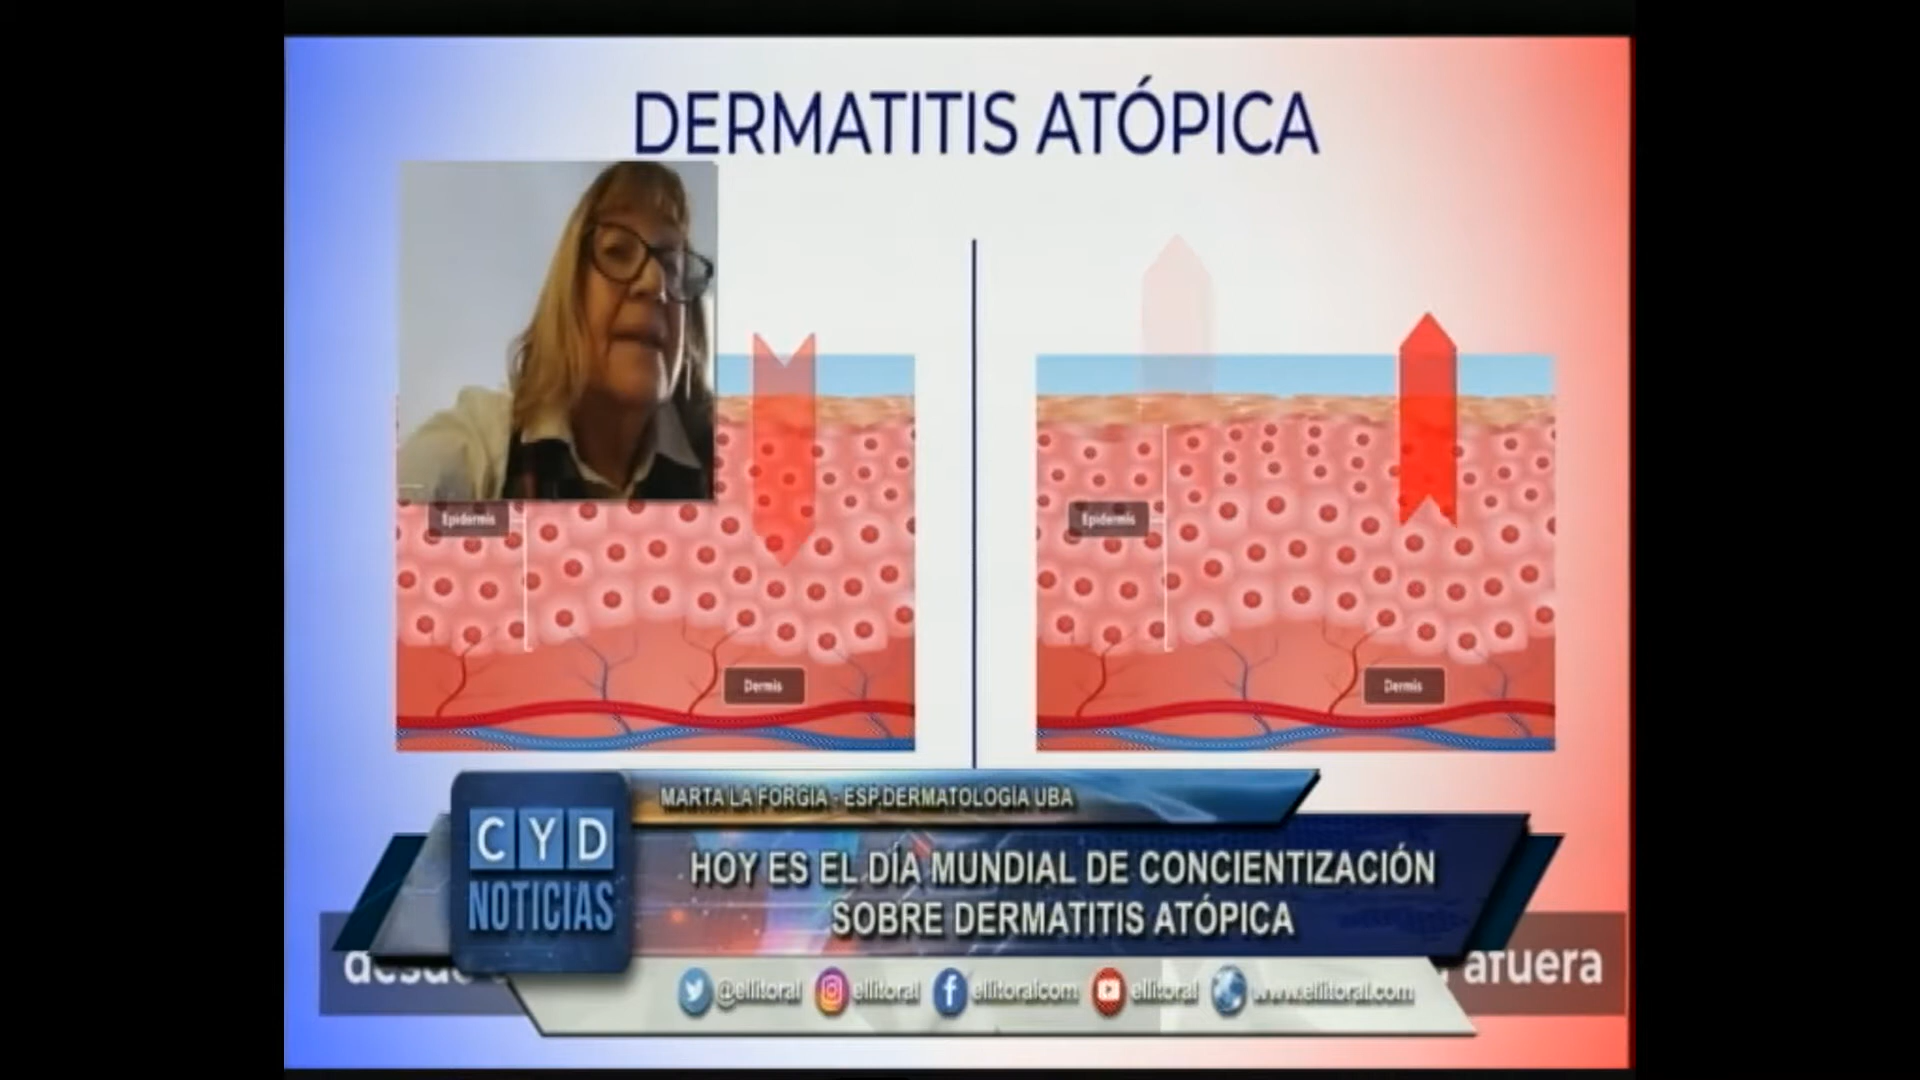 DERMATITIS ATÓPICA
Epidermis
Epidermis
Dermis
Dermis
MARTA LA FORGIA - ESP.DERMATOLOGÍA UBA
CYD
NOTICIAS
HOY ES EL DÍA MUNDIAL DE CONCIENTIZACIÓN
SOBRE DERMATITIS ATÓPICA
afuera
@ellitoral ellitoral ellitoralcom ellitoral www.ellitoral.com